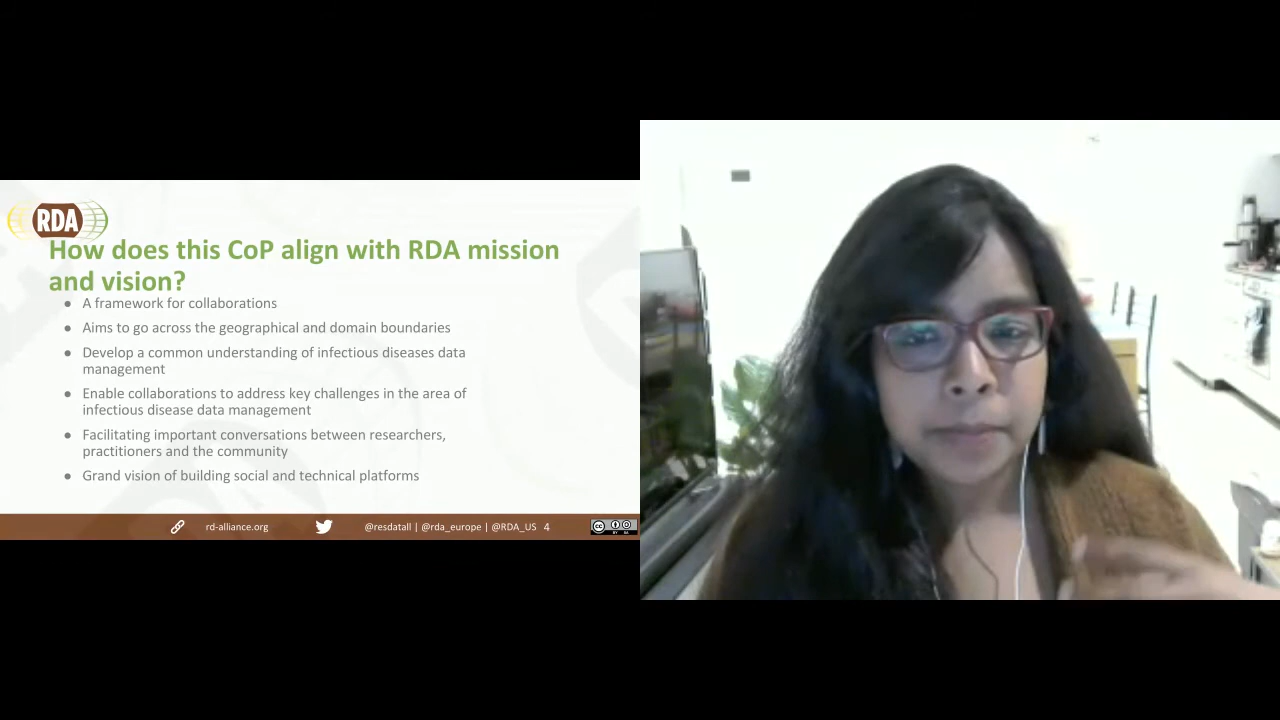 RDA
How does this CoP align with RDA mission
and vision?
● A framework for collaborations
● Aims to go across the geographical and domain boundaries
● Develop a common understanding of infectious diseases data
management
● Enable collaborations to address key challenges in the area of
infectious disease data management
● Facilitating important conversations between researchers,
practitioners and the community
● Grand vision of building social and technical platforms
rd-alliance.org @resdatall | @rda_europe | @RDA_US 4
CC BY SA